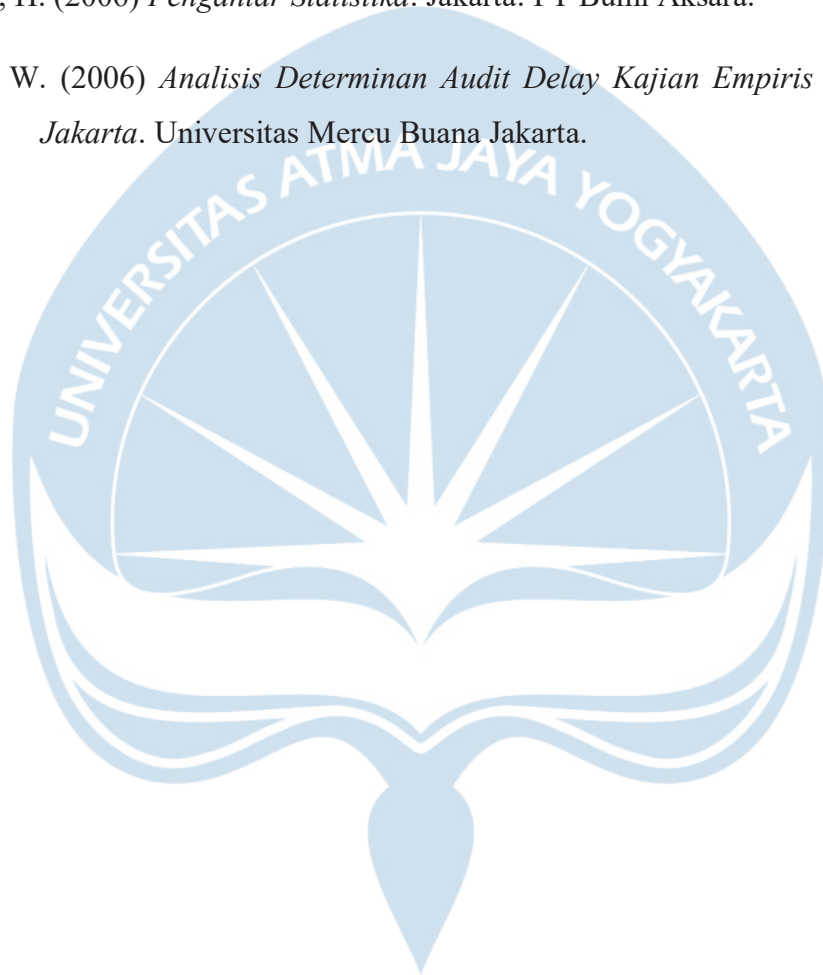 , H. (2006) Pengantar Statistika. Jakarta: PT Bumi Aksara.
W. (2006) Analisis Determinan Audit Delay Kajian Empiris
Jakarta. Universitas Mercu Buana Jakarta.
UNIVERSITAS ATMA JAYA YOGYAKARTA